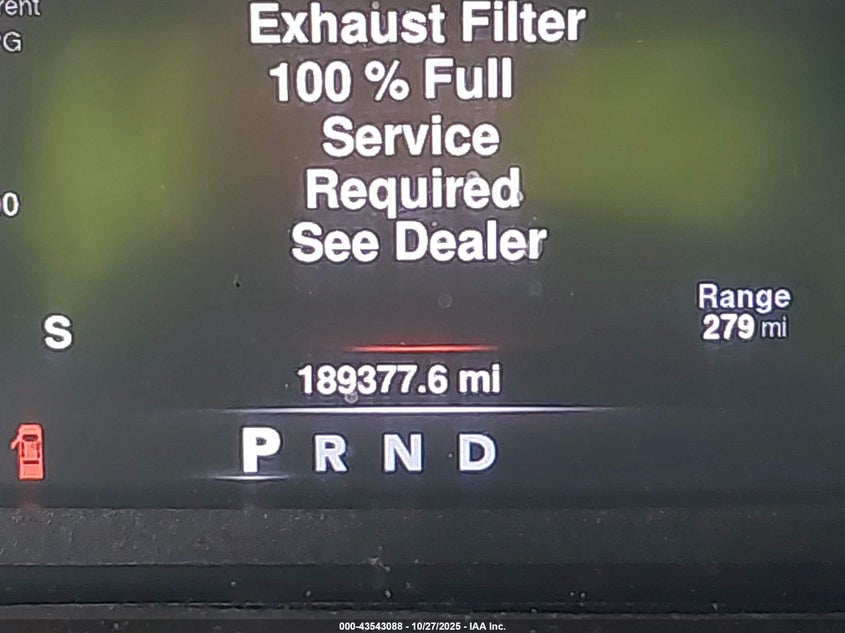 Exhaust Filter
100 % Full
Service
Required
See Dealer
S
Range
279 mi
189377.6 mi
P R N D
000-43543088 - 10/27/2025 - IAA Inc.